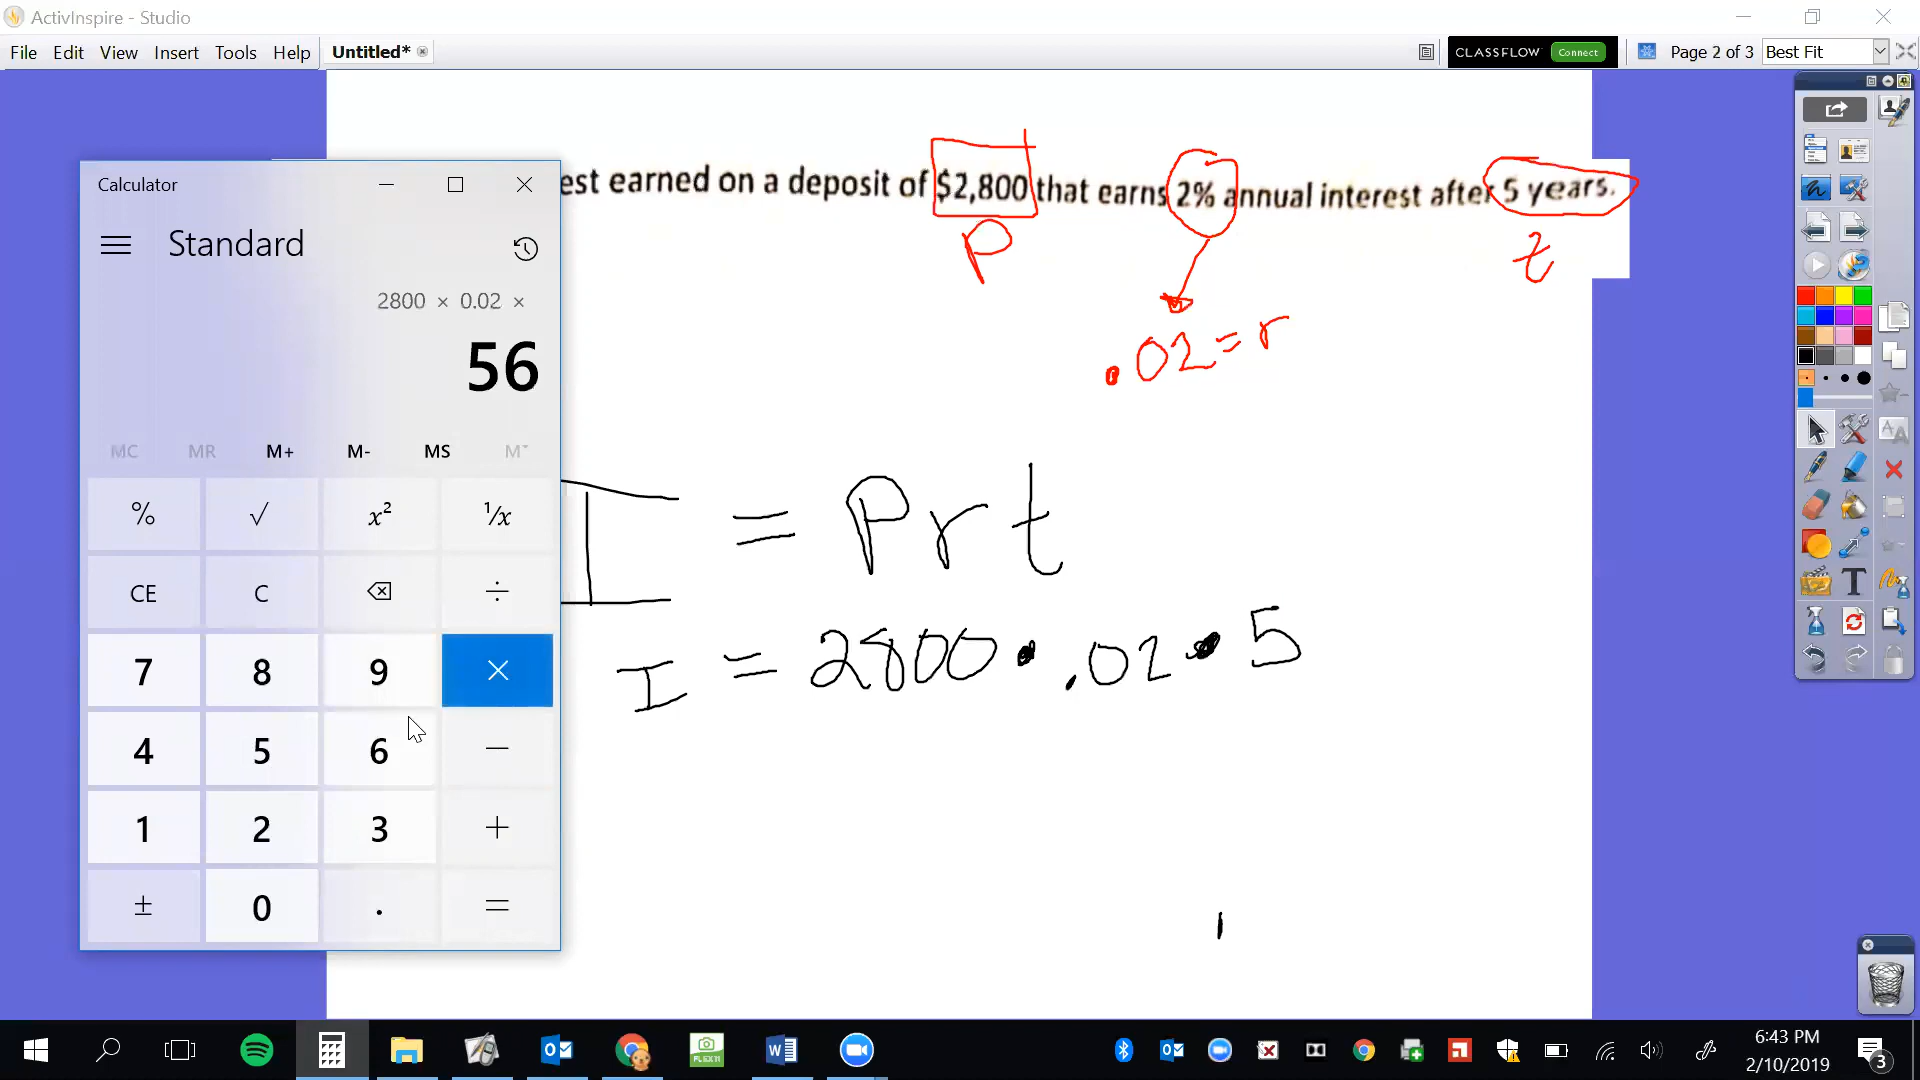 ActivInspire - Studio
File Edit View Insert Tools Help Untitled* CLASSFLOW Connect Page 2 of 3 Best Fit
est earned on a deposit of $2,800 that earns 2% annual interest after 5 years.
P t
.02 = r
I = Prt
I = 2800 • .02 • 5
Calculator
Standard
2800 × 0.02 ×
56
MC MR M+ M- MS M˅
% √ x² ¹/x
CE C ÷
7 8 9 ×
4 5 6 −
1 2 3 +
± 0 . =
6:43 PM
2/10/2019
3